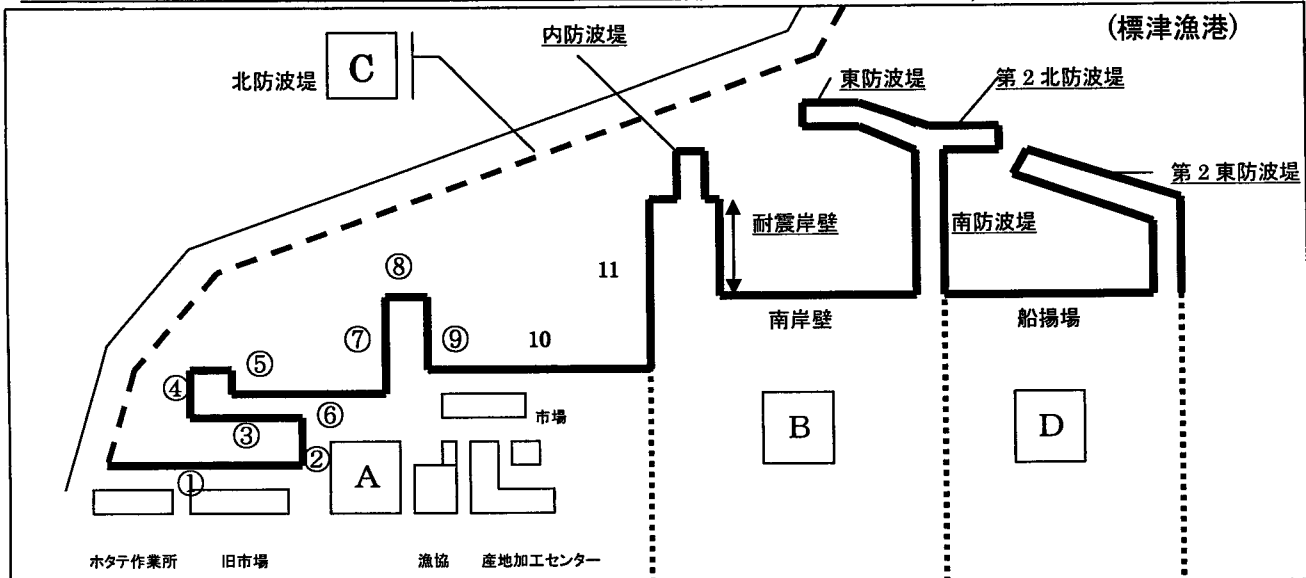 (標津漁港)
内防波堤
C
北防波堤
東防波堤
第2北防波堤
第2東防波堤
耐震岸壁
南防波堤
⑧
11
南岸壁
船揚場
⑦
⑨
10
⑤
④
⑥
市場
③
②
①
A
B
D
ホタテ作業所
旧市場
漁協
産地加工センター